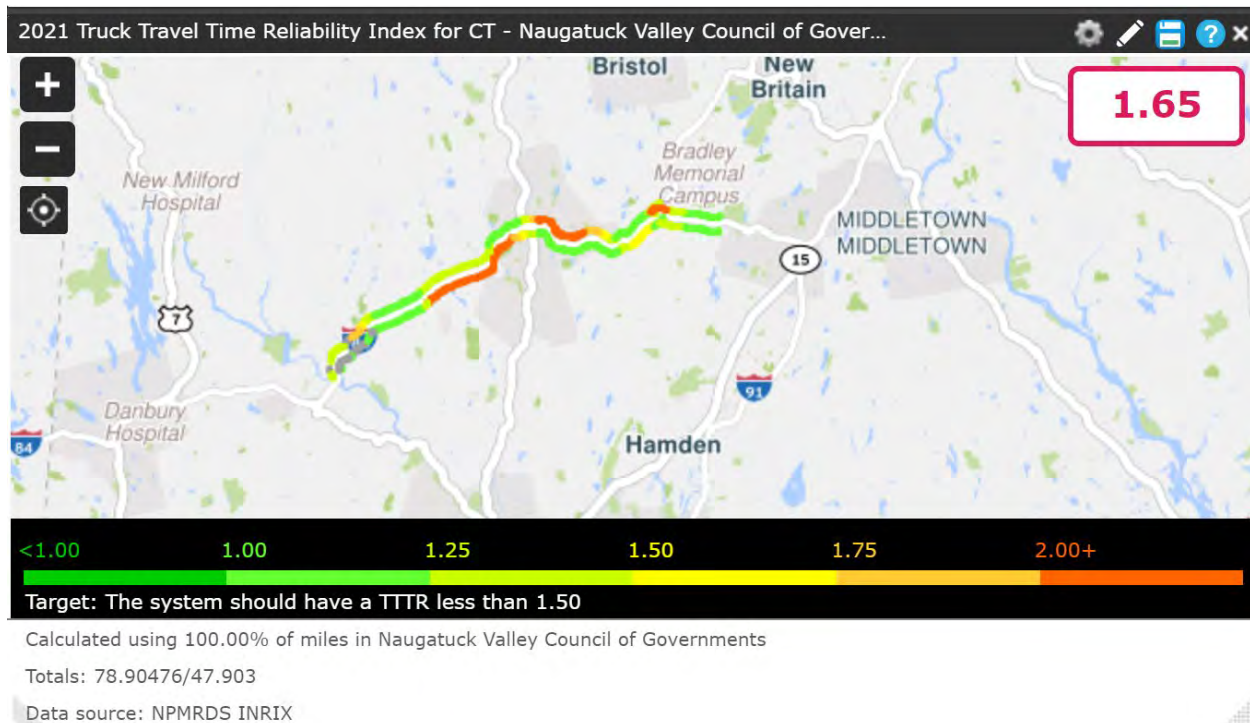 2021 Truck Travel Time Reliability Index for CT - Naugatuck Valley Council of Gover...
1.65
Bristol
New
Britain
Bradley
Memorial
Campus
New Milford
Hospital
MIDDLETOWN
MIDDLETOWN
15
7
91
Danbury
Hospital
84
Hamden
<1.00 1.00 1.25 1.50 1.75 2.00+
Target: The system should have a TTTR less than 1.50
Calculated using 100.00% of miles in Naugatuck Valley Council of Governments
Totals: 78.90476/47.903
Data source: NPMRDS INRIX